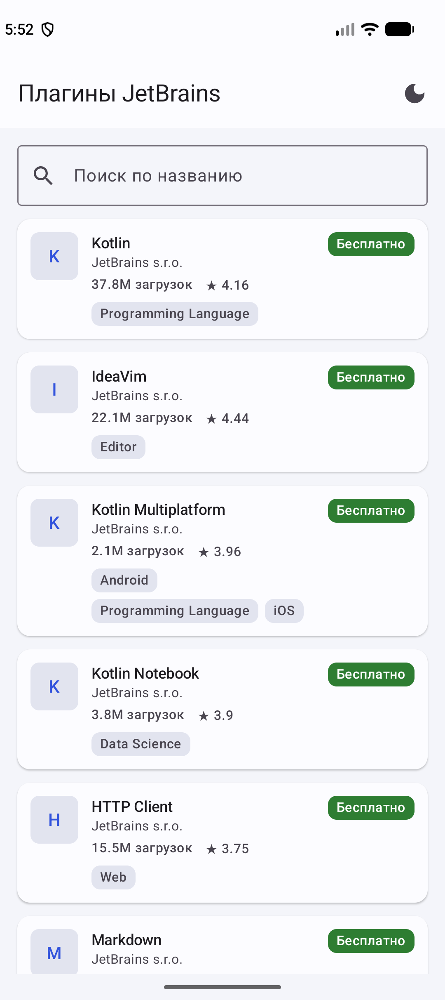 5:52
Плагины JetBrains
Поиск по названию
K
Kotlin
Бесплатно
JetBrains s.r.o.
37.8M загрузок ★ 4.16
Programming Language
I
IdeaVim
Бесплатно
JetBrains s.r.o.
22.1M загрузок ★ 4.44
Editor
K
Kotlin Multiplatform
Бесплатно
JetBrains s.r.o.
2.1M загрузок ★ 3.96
Android
Programming Language iOS
K
Kotlin Notebook
Бесплатно
JetBrains s.r.o.
3.8M загрузок ★ 3.9
Data Science
H
HTTP Client
Бесплатно
JetBrains s.r.o.
15.5M загрузок ★ 3.75
Web
M
Markdown
Бесплатно
JetBrains s.r.o.